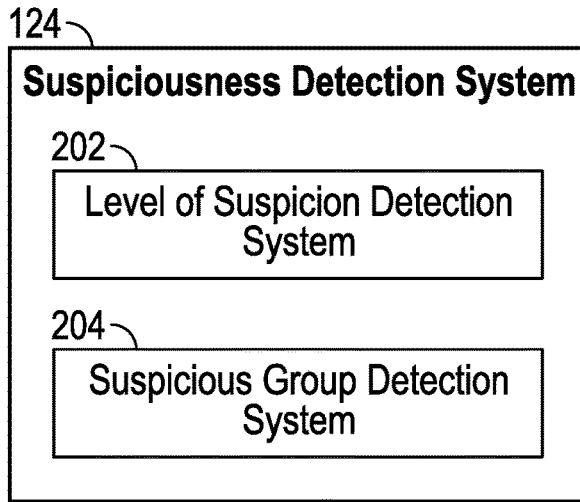 124
Suspiciousness Detection System
202
Level of Suspicion Detection
System
204
Suspicious Group Detection
System